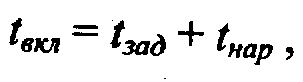 tвкл = tзад + tнар ,